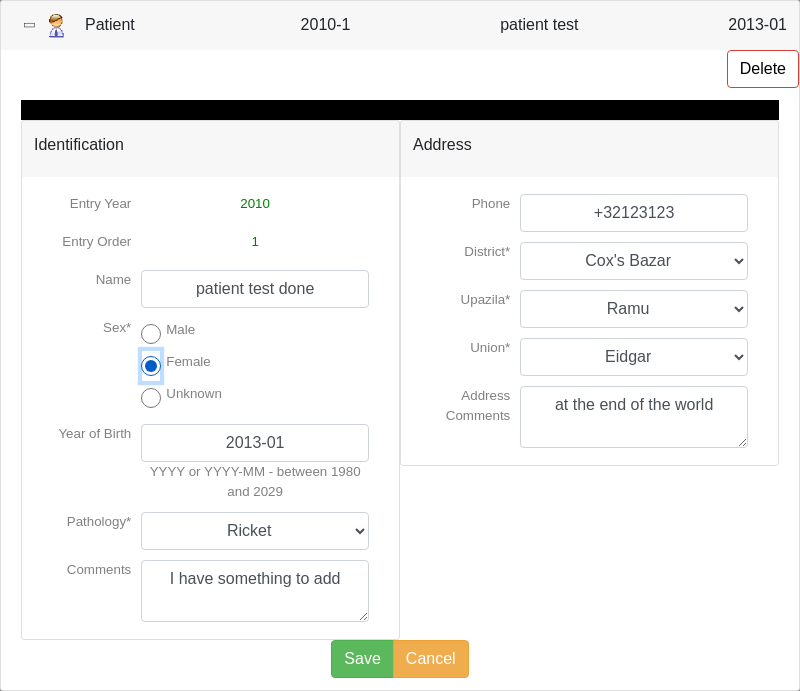 Patient 2010-1 patient test 2013-01
Delete
Identification
Entry Year 2010
Entry Order 1
Name patient test done
Sex* Male
Female
Unknown
Year of Birth 2013-01
YYYY or YYYY-MM - between 1980
and 2029
Pathology* Ricket
Comments I have something to add
Address
Phone +32123123
District* Cox's Bazar
Upazila* Ramu
Union* Eidgar
Address
Comments
at the end of the world
Save Cancel